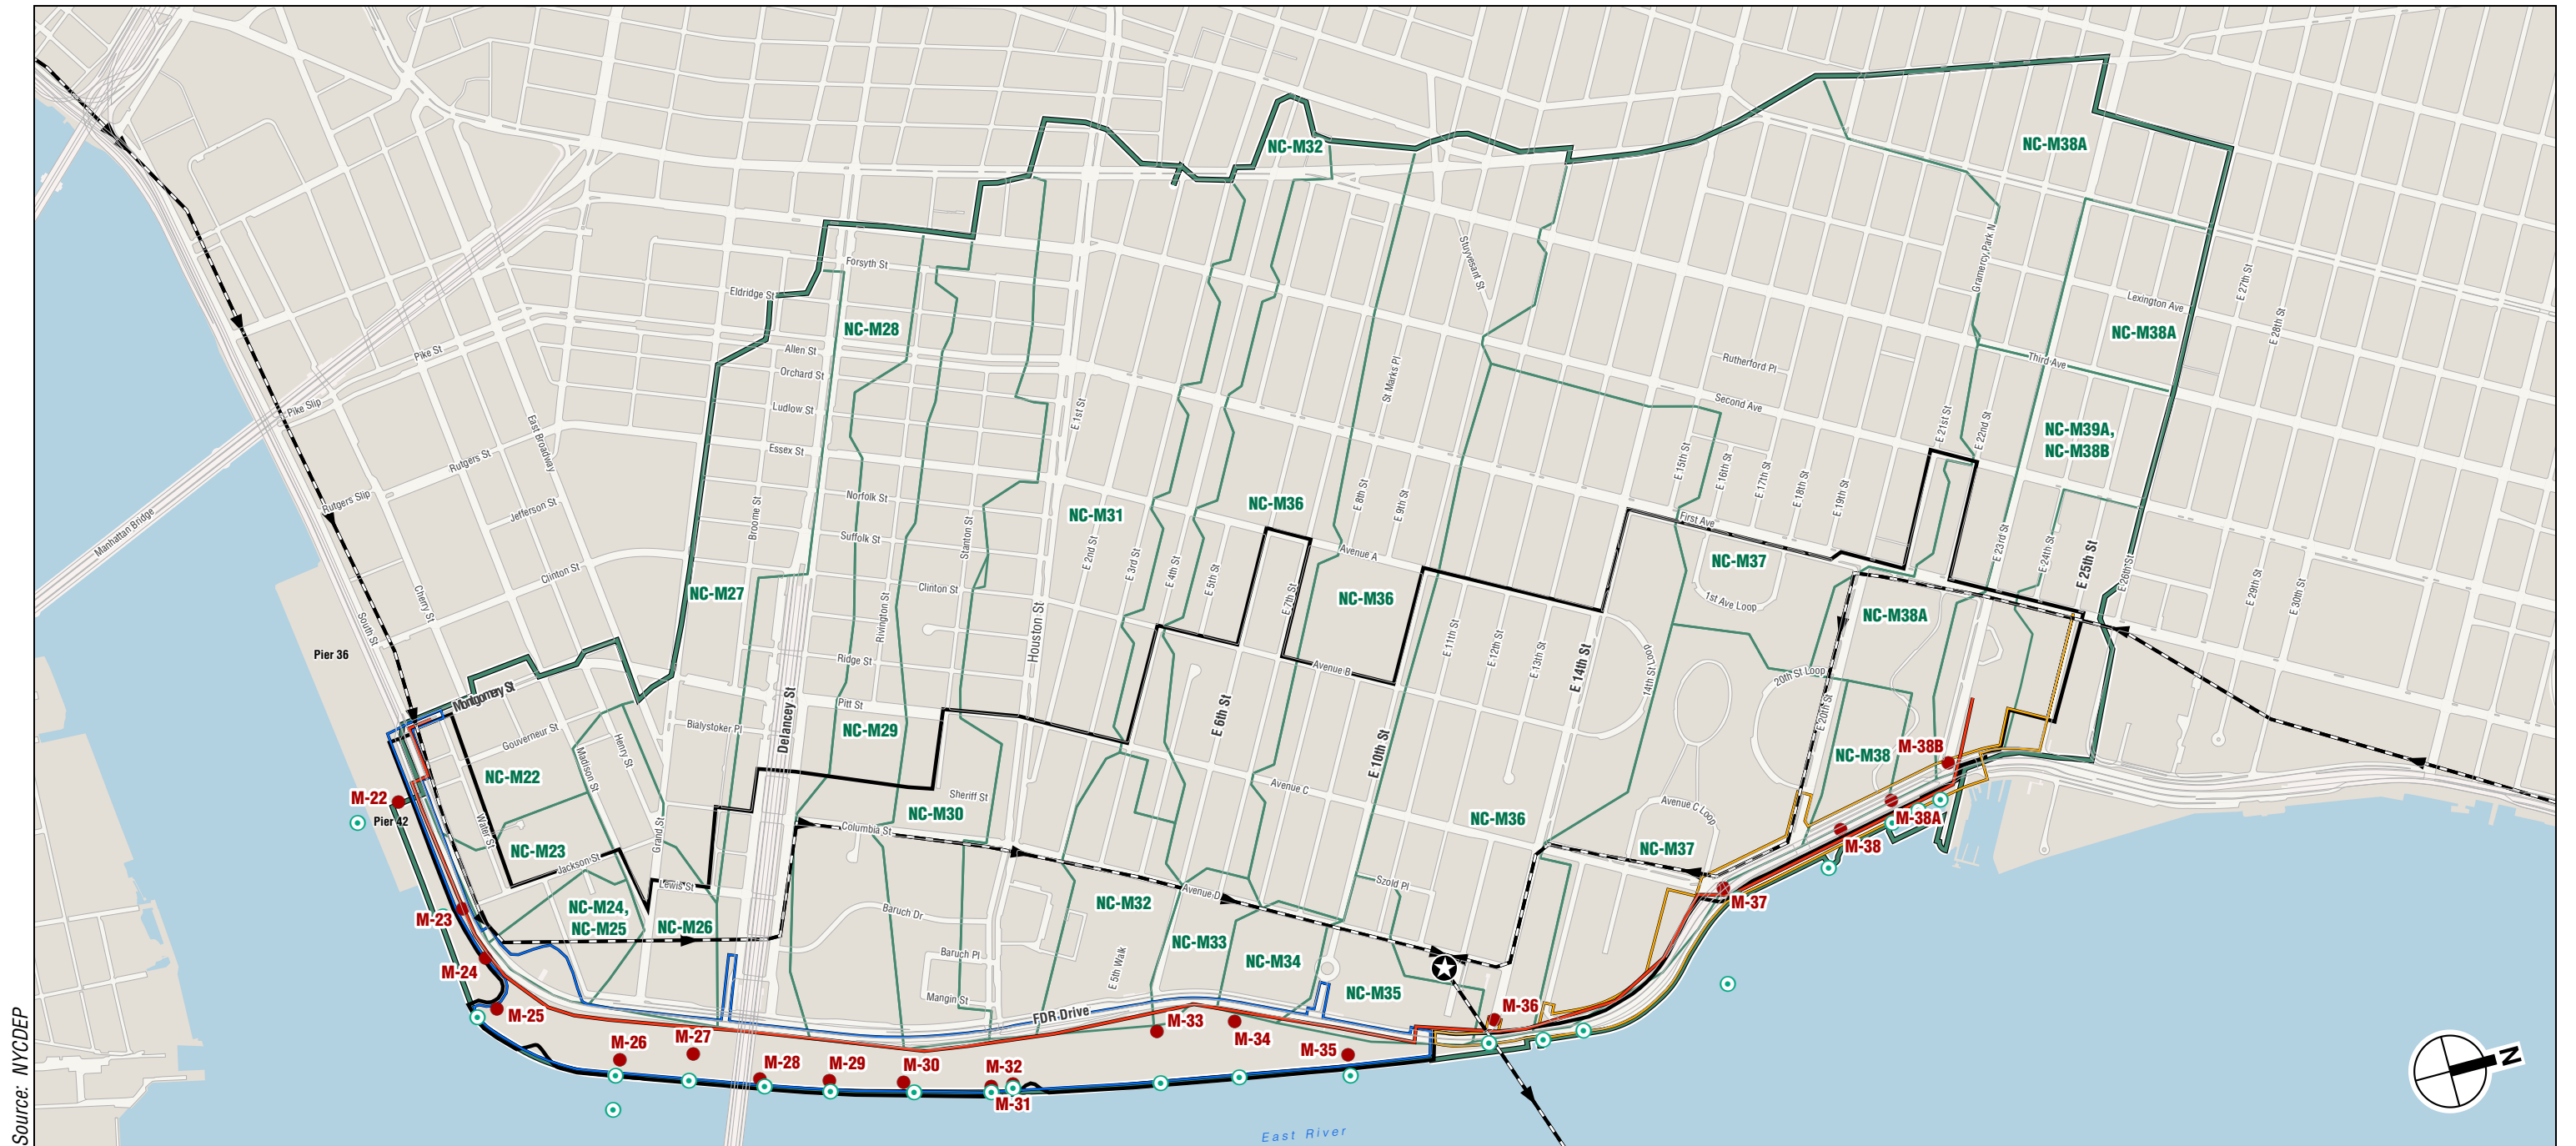 NC-M32
NC-M38A
Gramercy Park N
Stuyvesant St
Forsyth St
Eldridge St
NC-M28
Lexington Ave
E 27th St
E 28th St
NC-M38A
Allen St
Orchard St
Ludlow St
Third Ave
Rutherford Pl
Second Ave
St Marks Pl
Pike St
Pike Slip
East Broadway
E 1st St
E 21st St
E 22nd St
NC-M39A,
NC-M38B
Essex St
Rutgers St
Rutgers Slip
Jefferson St
Norfolk St
Broome St
Suffolk St
Stanton St
NC-M31
NC-M36
E 8th St
E 9th St
E 15th St
E 16th St
E 17th St
E 18th St
E 19th St
First Ave
Avenue A
Manhattan Bridge
Clinton St
Cherry St
NC-M27
Clinton St
Rivington St
E 2nd St
E 3rd St
E 4th St
E 5th St
E 7th St
NC-M36
NC-M37
1st Ave Loop
E 23rd St
E 24th St
E 25th St
E 26th St
E 29th St
E 30th St
NC-M38A
South St
Pier 36
Houston St
Ridge St
Avenue B
E 11th St
E 12th St
E 13th St
E 14th St
14th St Loop
20th St Loop
E 20th St
Montgomery St
Pitt St
Bialystoker Pl
Delancey St
NC-M29
E 6th St
E 10th St
Gouverneur St
Madison St
Henry St
NC-M22
M-22
Pier 42
Water St
Grand St
Sheriff St
NC-M30
Columbia St
Avenue C
NC-M36
Avenue C Loop
NC-M38
M-38B
M-38A
M-38
NC-M37
M-37
NC-M23
Jackson St
Lewis St
NC-M24,
NC-M25
NC-M26
M-23
M-24
M-25
Baruch Dr
Baruch Pl
Mangin St
Avenue D
Szold Pl
NC-M32
NC-M33
NC-M34
NC-M35
E 5th Walk
FDR Drive
M-26
M-27
M-28
M-29
M-30
M-32
M-31
M-33
M-34
M-35
M-36
East River
N
Source: NYCDEP